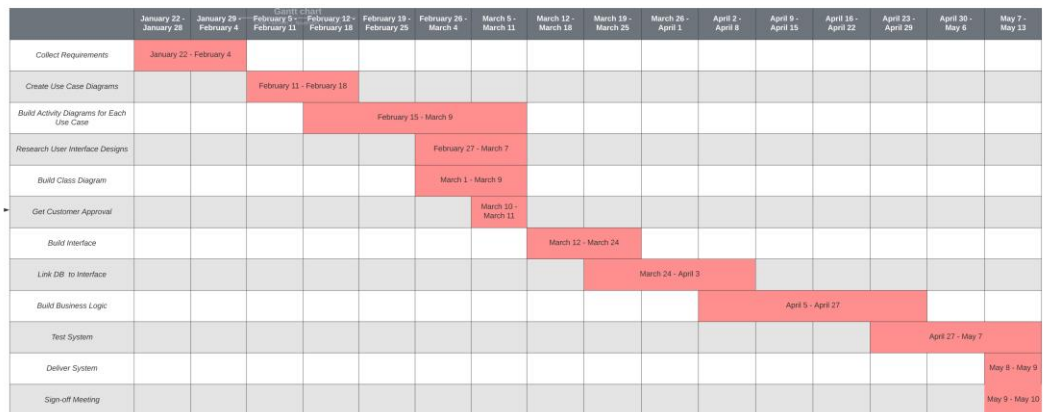 Gantt chart
January 22 - January 29 - February 5 - February 12 - February 19 - February 26 - March 5 - March 12 - March 19 - March 26 - April 2 - April 9 - April 16 - April 23 - April 30 - May 7 -
January 28 February 4 February 11 February 18 February 25 March 4 March 11 March 18 March 25 April 1 April 8 April 15 April 22 April 29 May 6 May 13
Collect Requirements January 22 - February 4
Create Use Case Diagrams February 11 - February 18
Build Activity Diagrams for Each
Use Case
February 15 - March 9
Research User Interface Designs February 27 - March 7
Build Class Diagram March 1 - March 9
Get Customer Approval
March 10 -
March 11
Build Interface March 12 - March 24
Link DB to Interface March 24 - April 3
Build Business Logic April 5 - April 27
Test System April 27 - May 7
Deliver System May 8 - May 9
Sign-off Meeting May 9 - May 10